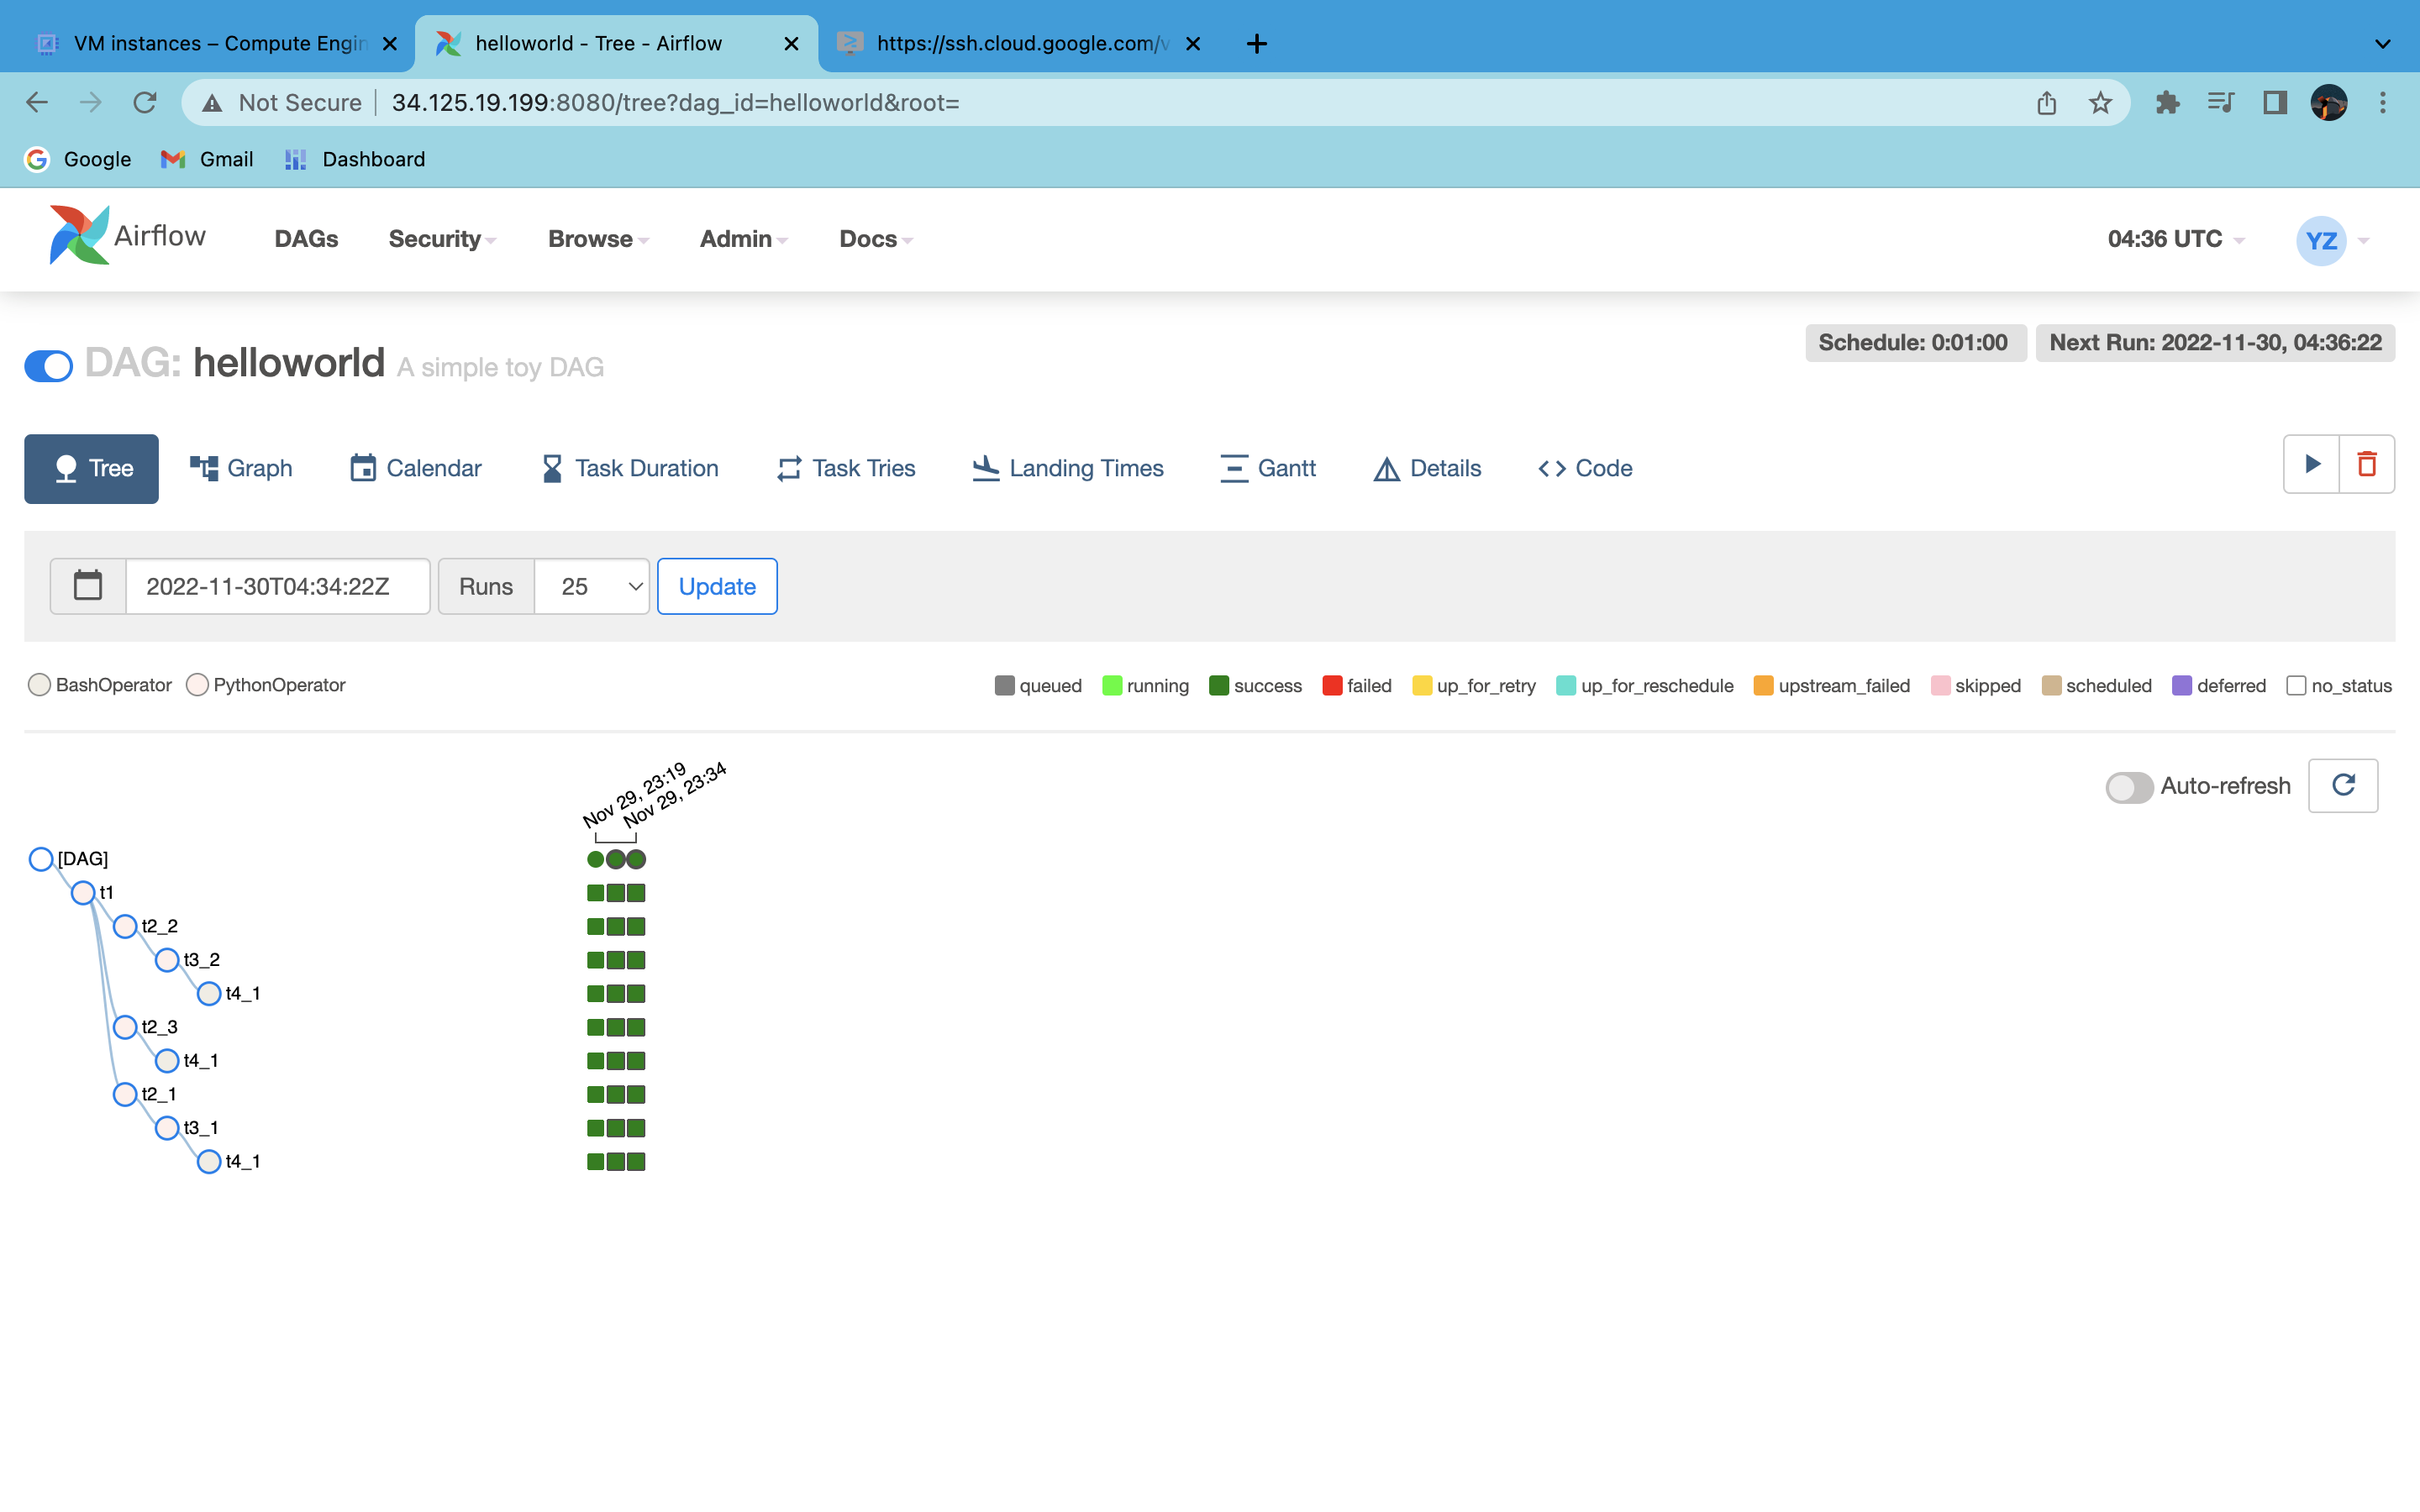 VM instances – Compute Engin
helloworld - Tree - Airflow
https://ssh.cloud.google.com/v
Not Secure
34.125.19.199:8080/tree?dag_id=helloworld&root=
Google
Gmail
Dashboard
Airflow
DAGs
Security
Browse
Admin
Docs
04:36 UTC
YZ
DAG: helloworld A simple toy DAG
Schedule: 0:01:00
Next Run: 2022-11-30, 04:36:22
Tree
Graph
Calendar
Task Duration
Task Tries
Landing Times
Gantt
Details
Code
2022-11-30T04:34:22Z
Runs
25
Update
BashOperator
PythonOperator
queued
running
success
failed
up_for_retry
up_for_reschedule
upstream_failed
skipped
scheduled
deferred
no_status
Nov 29, 23:19
Nov 29, 23:34
Auto-refresh
[DAG]
t1
t2_2
t3_2
t4_1
t2_3
t4_1
t2_1
t3_1
t4_1